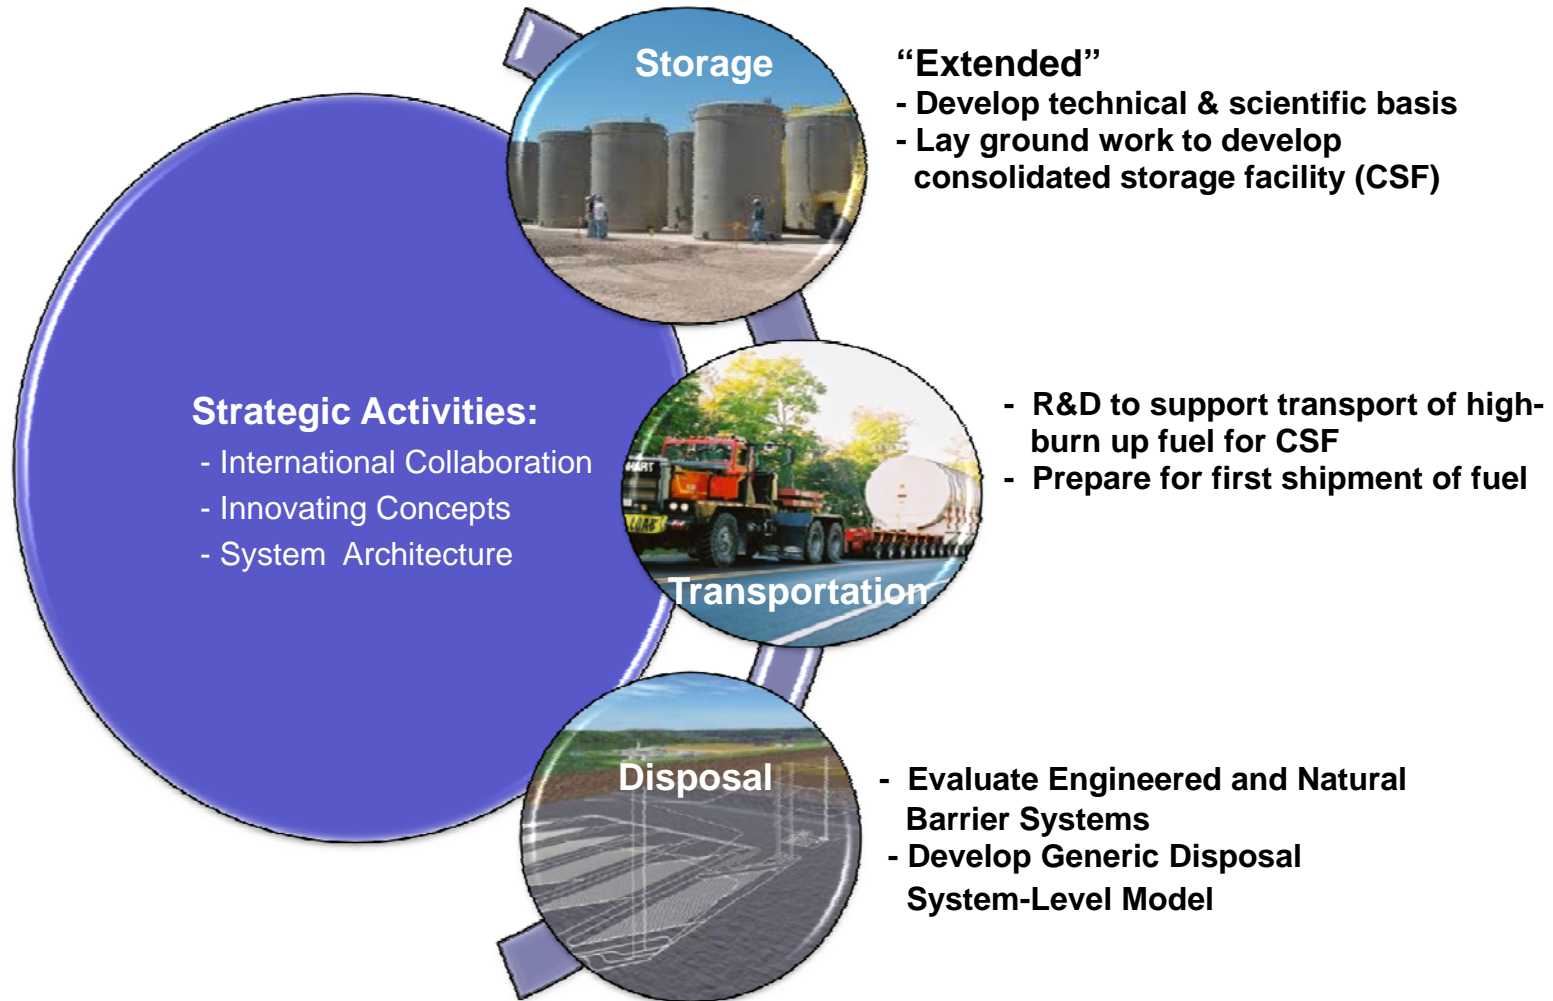 Storage
“Extended”
- Develop technical & scientific basis
- Lay ground work to develop
consolidated storage facility (CSF)
Strategic Activities:
- International Collaboration
- Innovating Concepts
- System Architecture
- R&D to support transport of high-
burn up fuel for CSF
- Prepare for first shipment of fuel
Transportation
Disposal
- Evaluate Engineered and Natural
Barrier Systems
- Develop Generic Disposal
System-Level Model